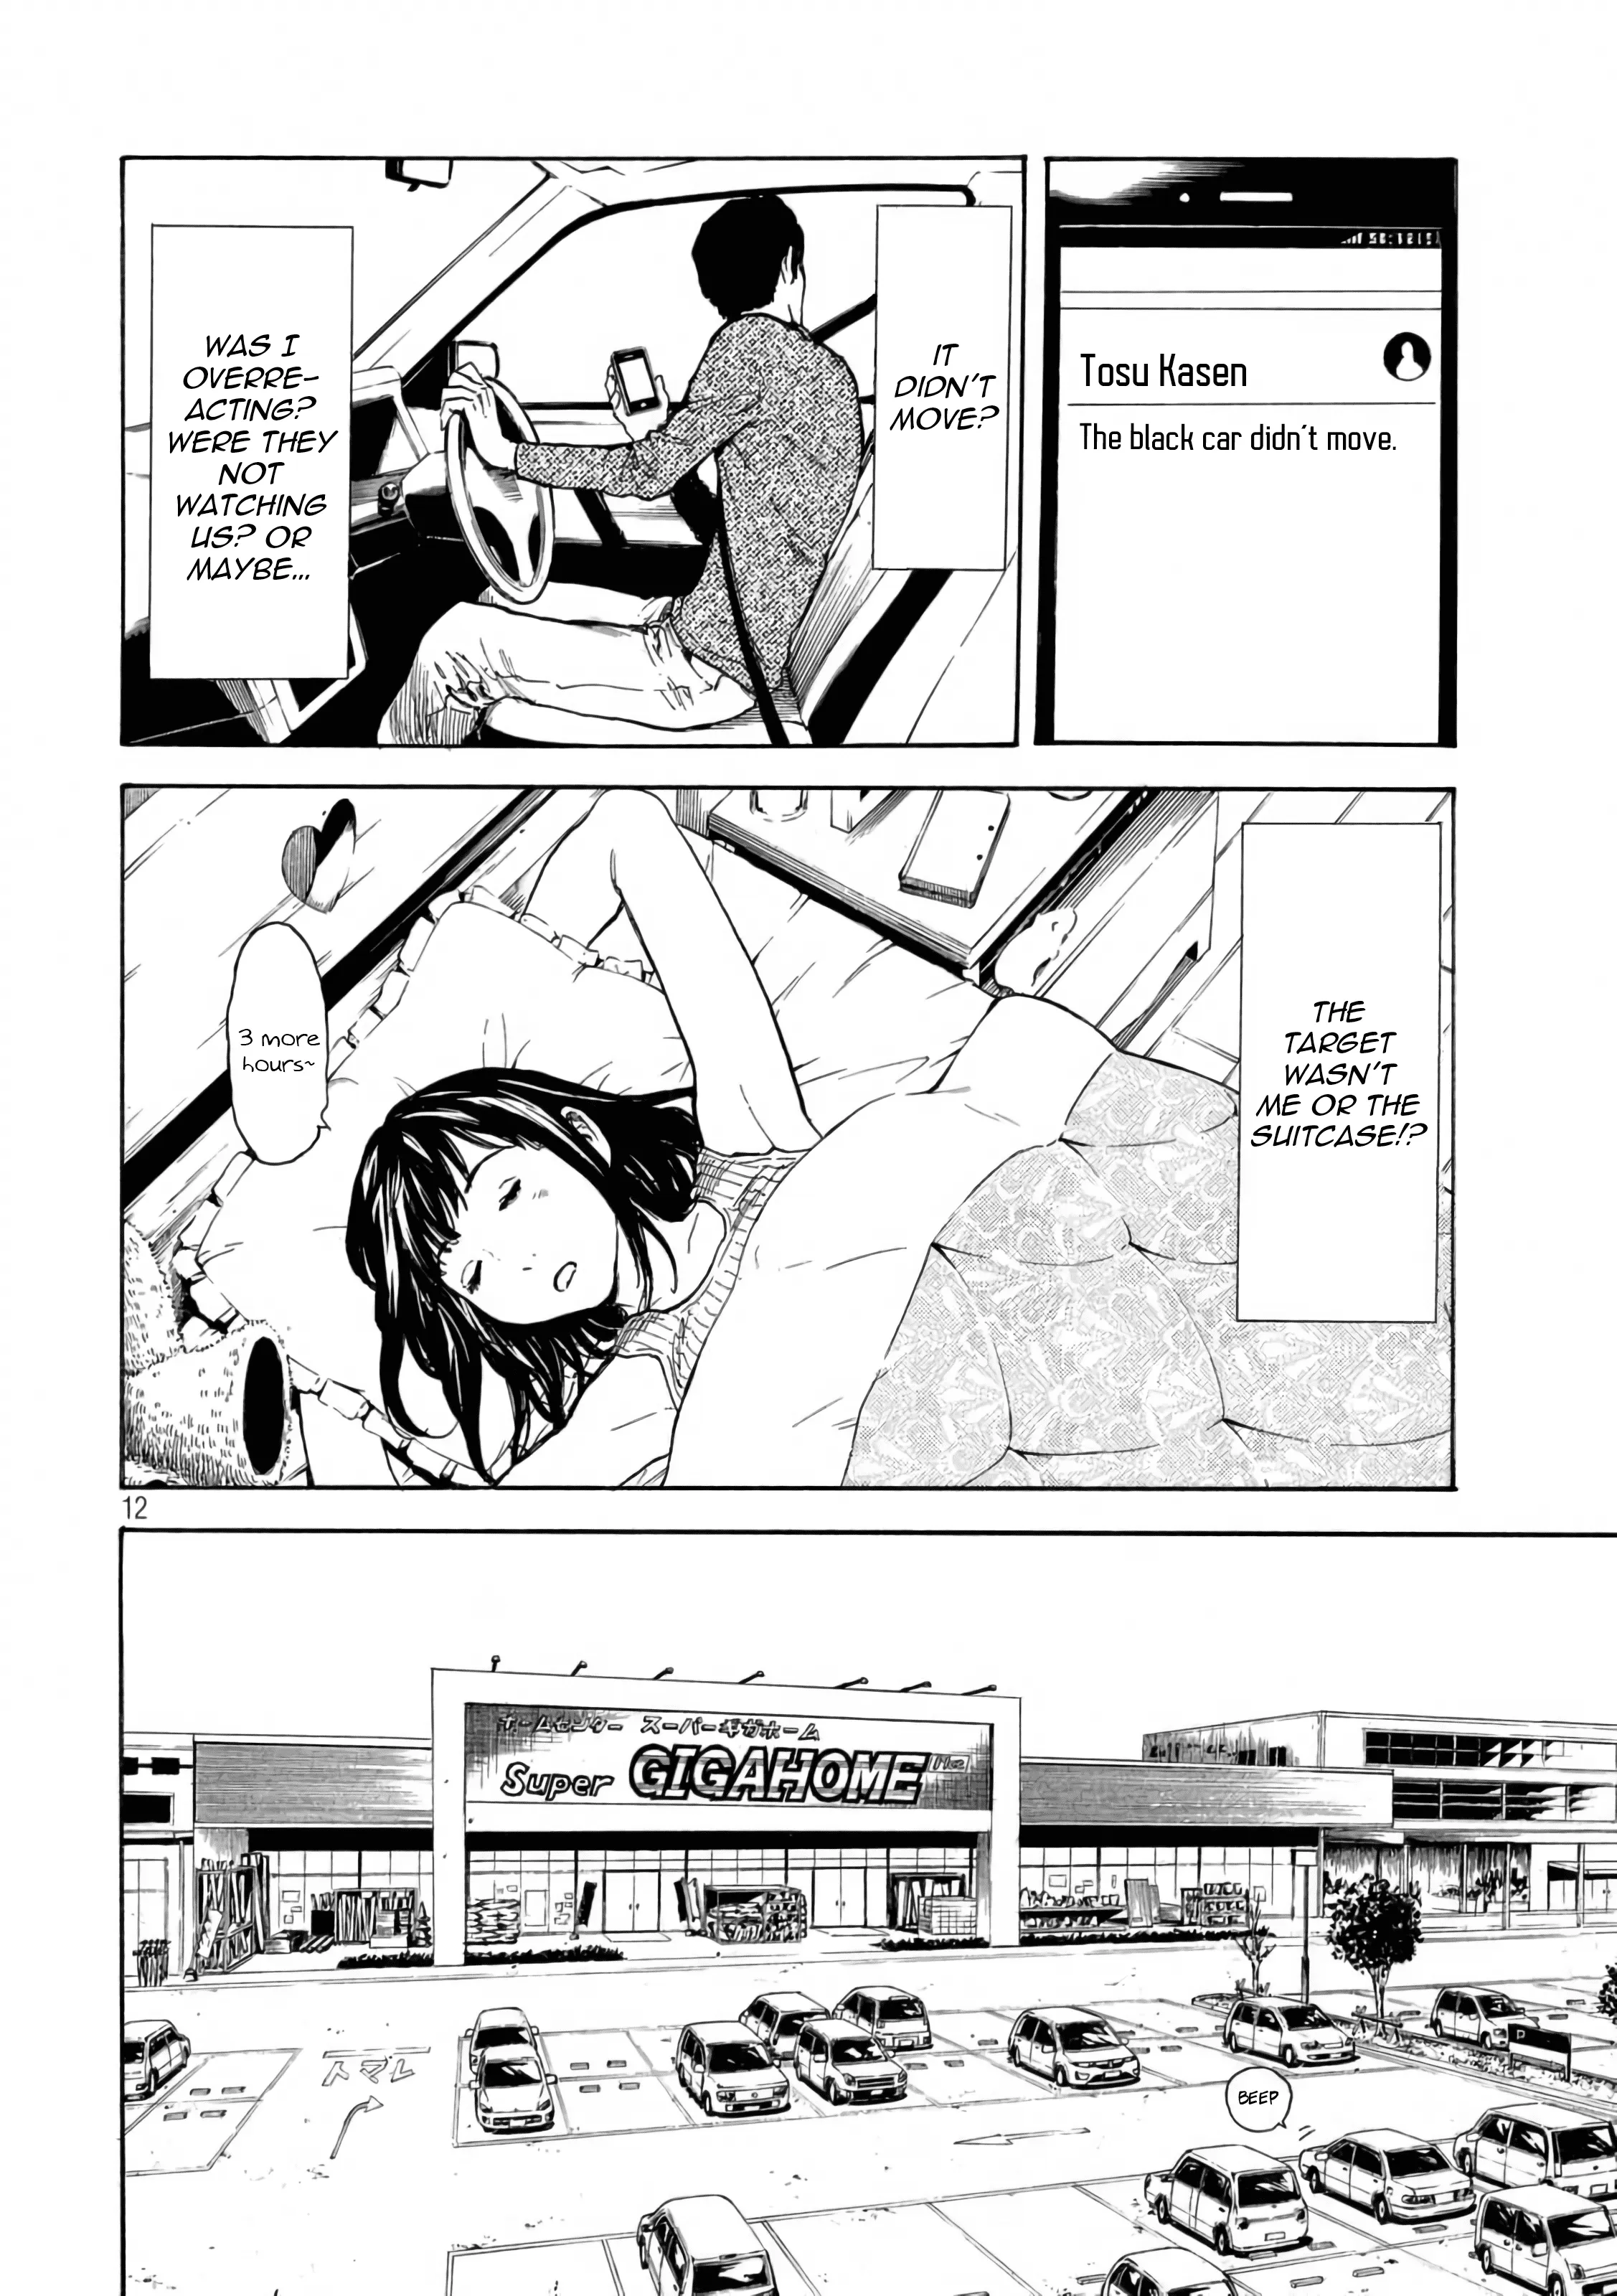 Tosu Kasen
The black car didn't move.
IT
DIDN'T
MOVE?
WAS I
OVERRE-
ACTING?
WERE THEY
NOT
WATCHING
US? OR
MAYBE...
THE
TARGET
WASN'T
ME OR THE
SUITCASE!?
3 more
hours~
12
ホームセンター スーパーギガホーム
Super GIGAHOME
トマレ
P
BEEP